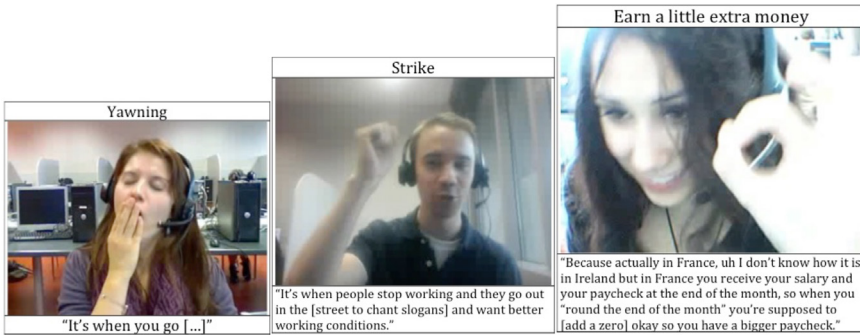 Yawning
"It's when you go [...]"
Strike
"It's when people stop working and they go out
in the [street to chant slogans] and want better
working conditions."
Earn a little extra money
"Because actually in France, uh I don't know how it is
in Ireland but in France you receive your salary and
your paycheck at the end of the month, so when you
"round the end of the month" you're supposed to
[add a zero] okay so you have a bigger paycheck."